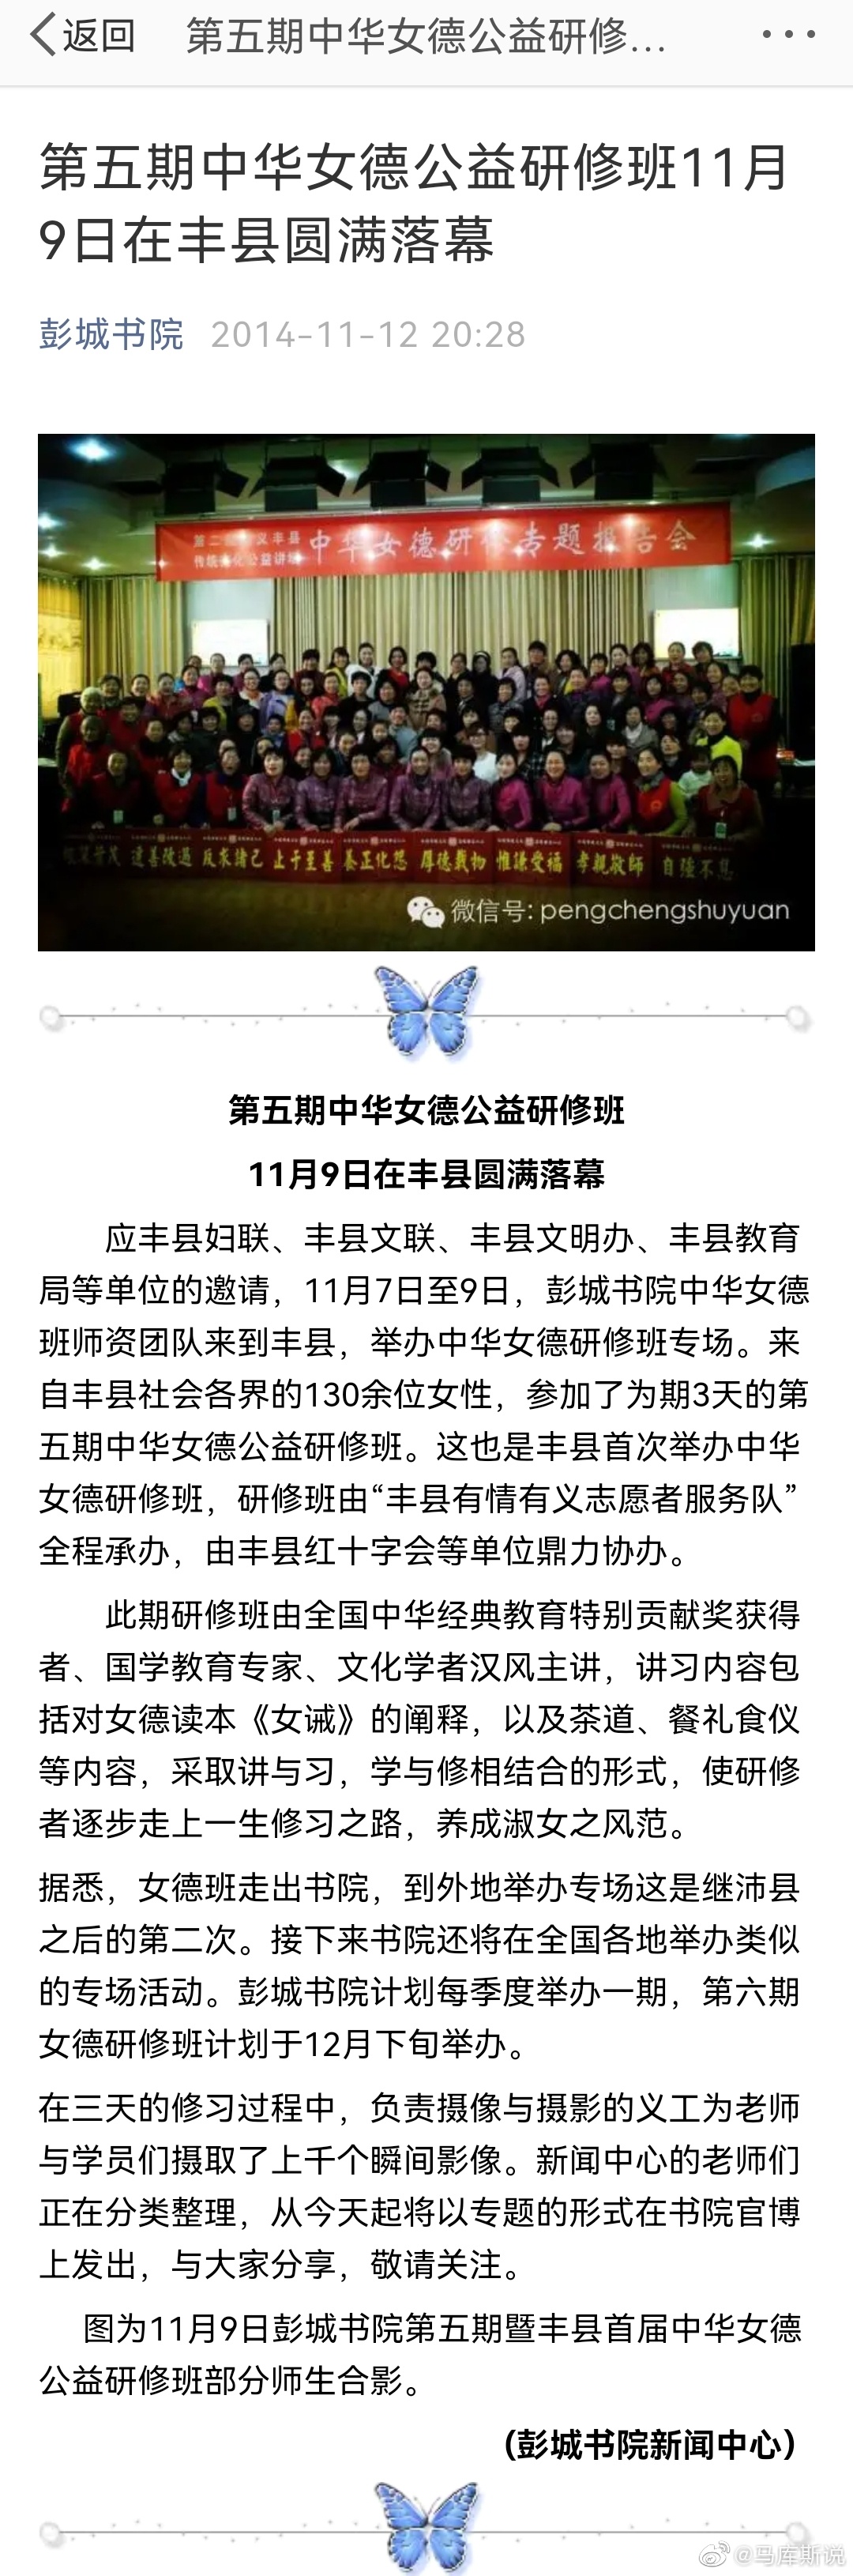 返回
第五期中华女德公益研修...
第五期中华女德公益研修班11月
9日在丰县圆满落幕
彭城书院 2014-11-12 20:28
第二 义丰县
传统 化公益讲
中华女德研修专题报告会
迁善改过 反求诸己 止于至善 养正化愚 厚德载物 惟谦受福 孝親敬師 自强不息
微信号: pengchengshuyuan
第五期中华女德公益研修班
11月9日在丰县圆满落幕
应丰县妇联、丰县文联、丰县文明办、丰县教育
局等单位的邀请，11月7日至9日，彭城书院中华女德
班师资团队来到丰县，举办中华女德研修班专场。来
自丰县社会各界的130余位女性，参加了为期3天的第
五期中华女德公益研修班。这也是丰县首次举办中华
女德研修班，研修班由“丰县有情有义志愿者服务队”
全程承办，由丰县红十字会等单位鼎力协办。
此期研修班由全国中华经典教育特别贡献奖获得
者、国学教育专家、文化学者汉风主讲，讲习内容包
括对女德读本《女诫》的阐释，以及茶道、餐礼食仪
等内容，采取讲与习，学与修相结合的形式，使研修
者逐步走上一生修习之路，养成淑女之风范。
据悉，女德班走出书院，到外地举办专场这是继沛县
之后的第二次。接下来书院还将在全国各地举办类似
的专场活动。彭城书院计划每季度举办一期，第六期
女德研修班计划于12月下旬举办。
在三天的修习过程中，负责摄像与摄影的义工为老师
与学员们摄取了上千个瞬间影像。新闻中心的老师们
正在分类整理，从今天起将以专题的形式在书院官博
上发出，与大家分享，敬请关注。
图为11月9日彭城书院第五期暨丰县首届中华女德
公益研修班部分师生合影。
(彭城书院新闻中心)
@马库斯说